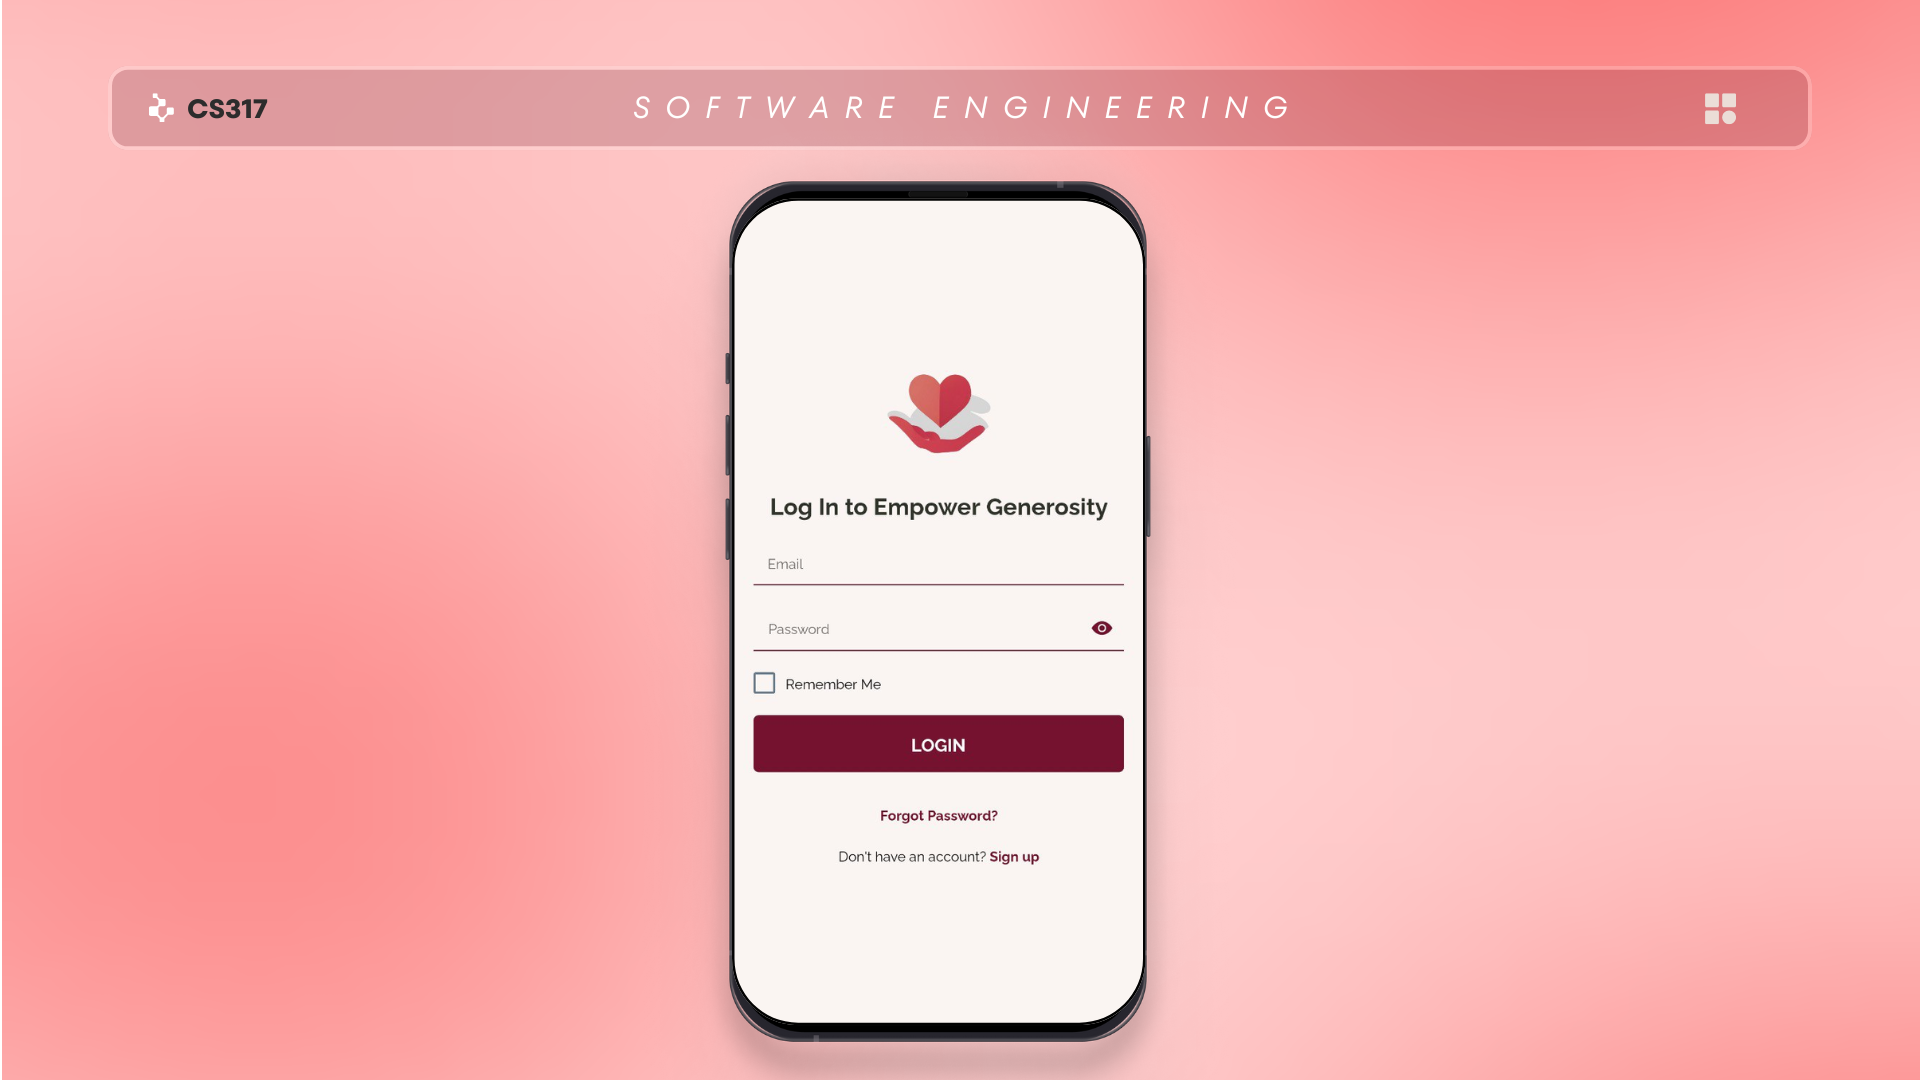 CS317
SOFTWARE ENGINEERING
Log In to Empower Generosity
Email
Password
Remember Me
LOGIN
Forgot Password?
Don't have an account? Sign up